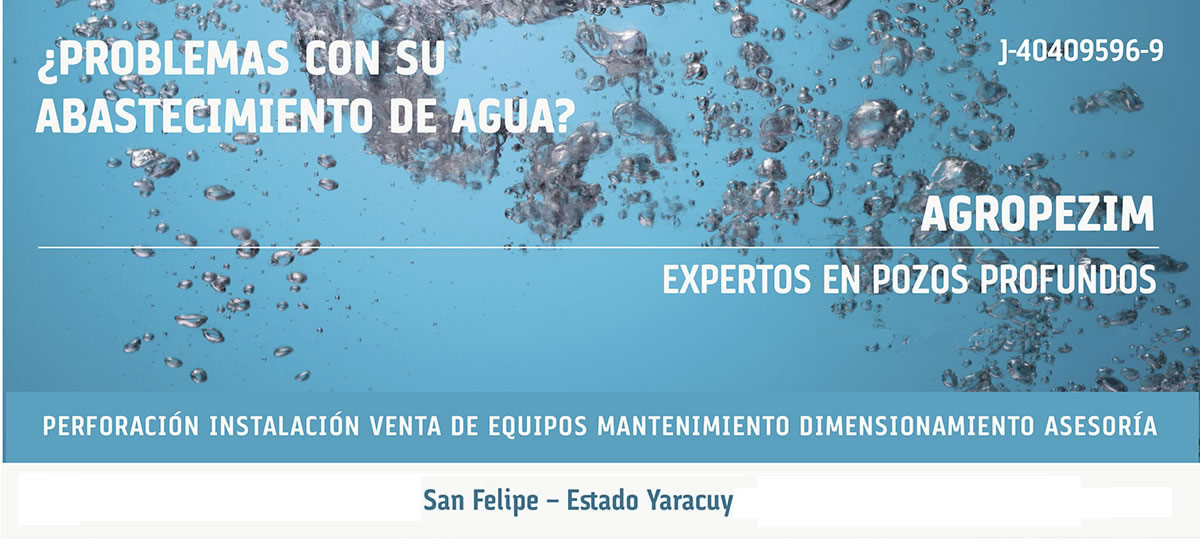 ¿PROBLEMAS CON SU
ABASTECIMIENTO DE AGUA?
J-40409596-9
AGROPEZIM
EXPERTOS EN POZOS PROFUNDOS
PERFORACIÓN INSTALACIÓN VENTA DE EQUIPOS MANTENIMIENTO DIMENSIONAMIENTO ASESORÍA
San Felipe – Estado Yaracuy